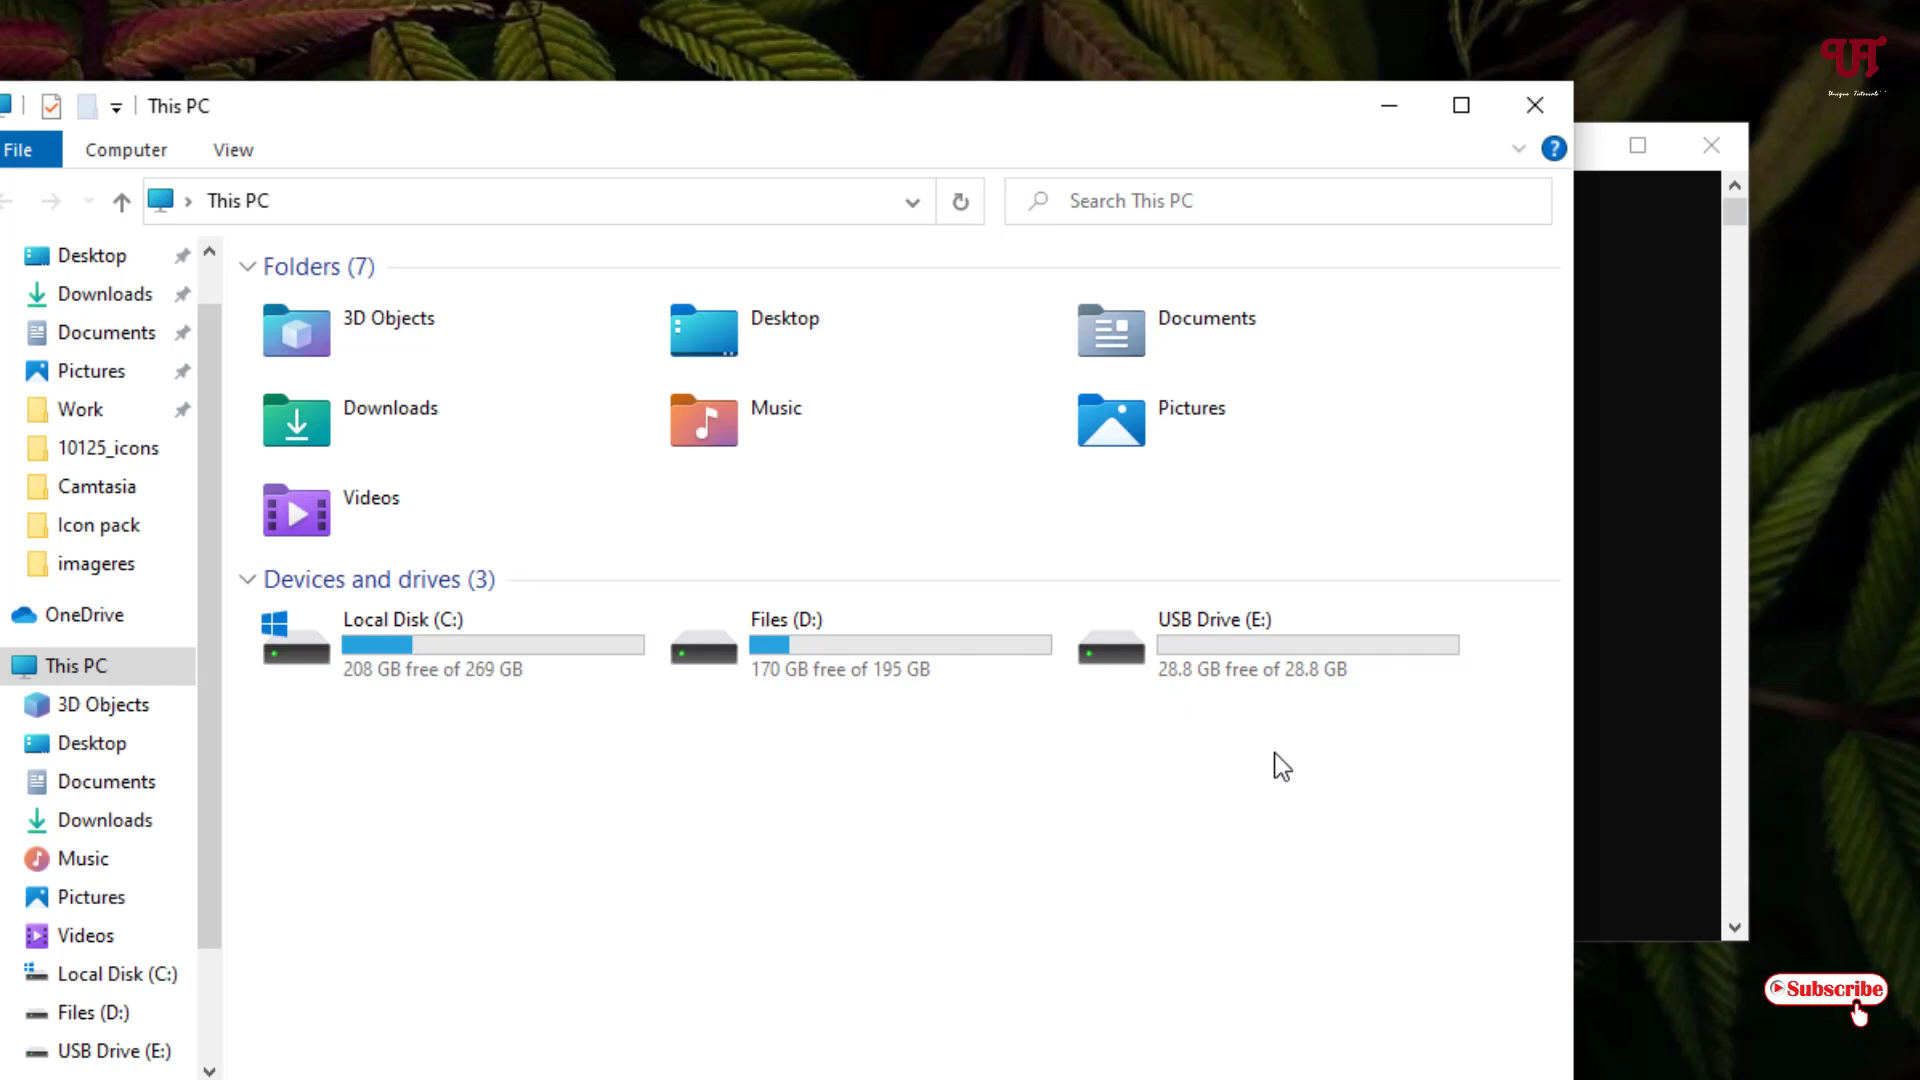 This PC
File Computer View
This PC
Search This PC
Desktop
Downloads
Documents
Pictures
Work
10125_icons
Camtasia
Icon pack
imageres
OneDrive
This PC
3D Objects
Desktop
Documents
Downloads
Music
Pictures
Videos
Local Disk (C:)
Files (D:)
USB Drive (E:)
Folders (7)
3D Objects
Desktop
Documents
Downloads
Music
Pictures
Videos
Devices and drives (3)
Local Disk (C:)
208 GB free of 269 GB
Files (D:)
170 GB free of 195 GB
USB Drive (E:)
28.8 GB free of 28.8 GB
UT
Unique Tutorials
Subscribe